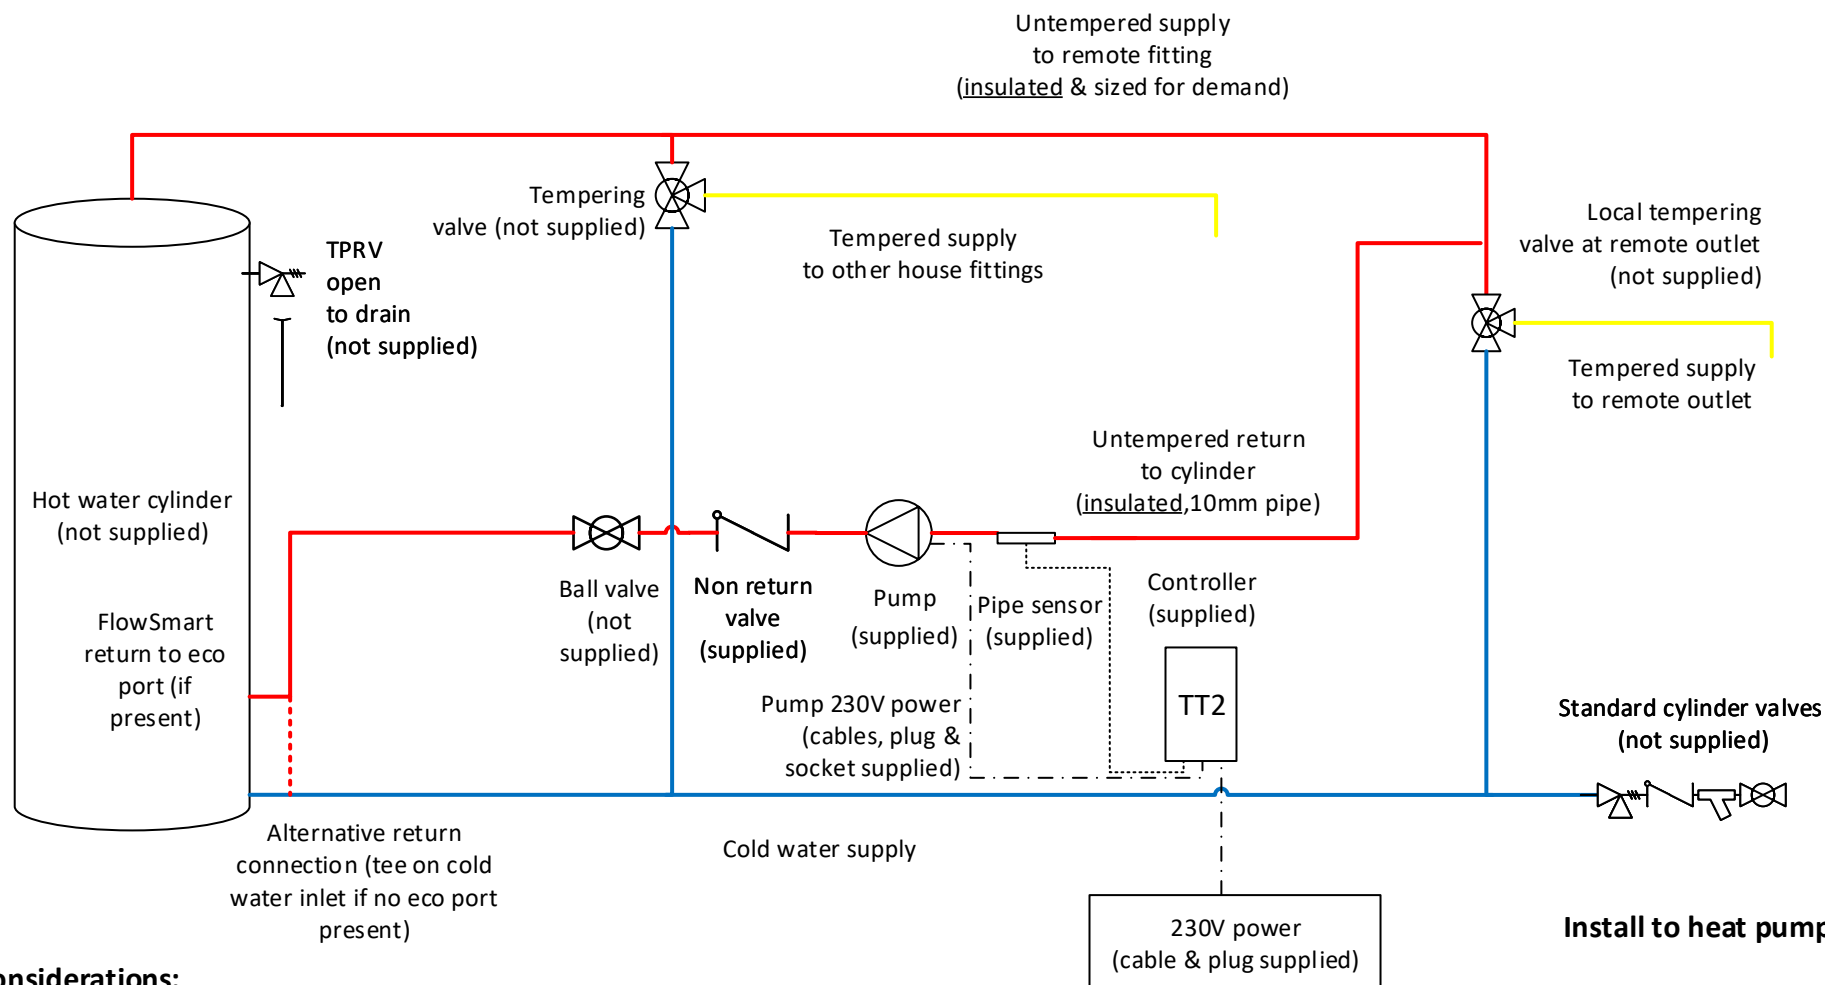 Untempered supply
to remote fitting
(insulated & sized for demand)
Tempering
valve (not supplied)
Tempered supply
to other house fittings
Local tempering
valve at remote outlet
(not supplied)
TPRV
open
to drain
(not supplied)
Tempered supply
to remote outlet
Untempered return
to cylinder
(insulated,10mm pipe)
Hot water cylinder
(not supplied)
Ball valve
(not
supplied)
Non return
valve
(supplied)
Pump
(supplied)
Pipe sensor
(supplied)
Controller
(supplied)
FlowSmart
return to eco
port (if
present)
TT2
Pump 230V power
(cables, plug &
socket supplied)
Standard cylinder valves
(not supplied)
Alternative return
connection (tee on cold
water inlet if no eco port
present)
Cold water supply
230V power
(cable & plug supplied)
Install to heat pump
onsiderations: